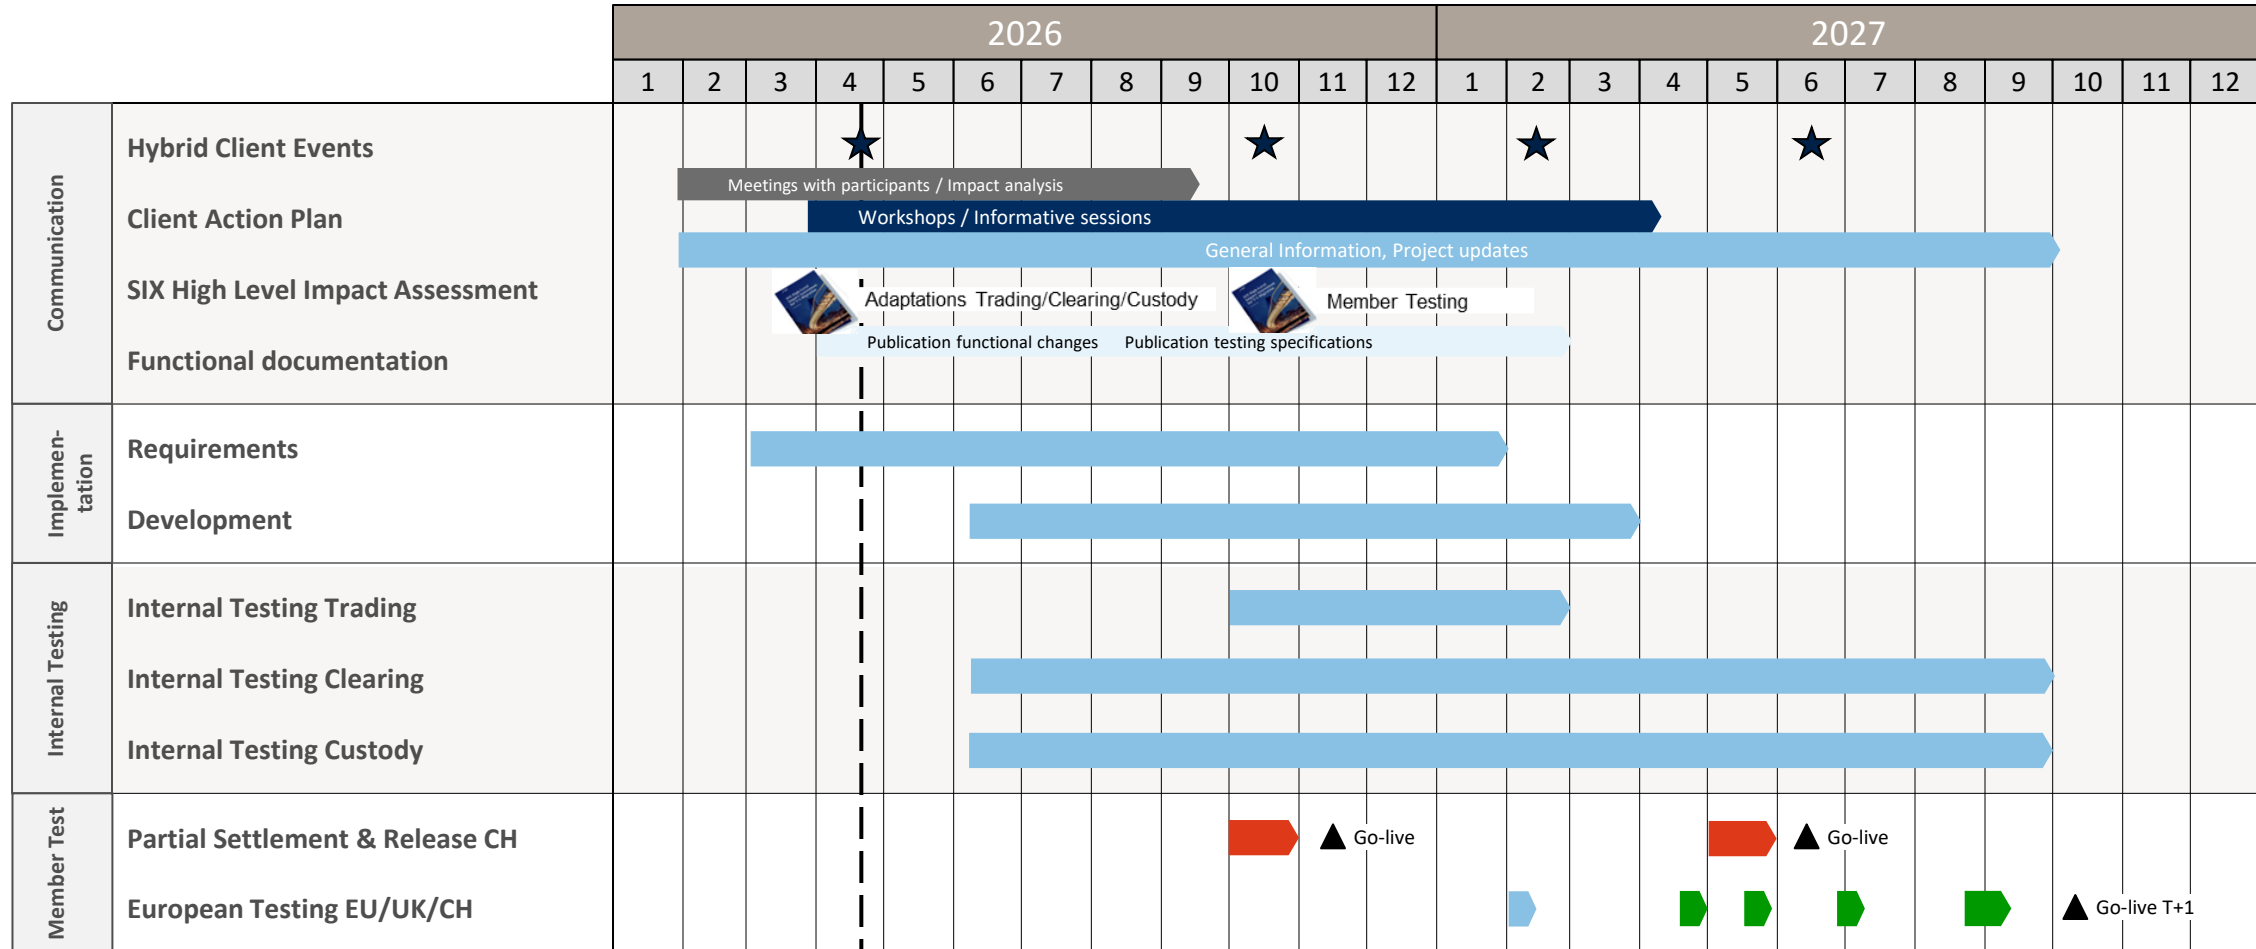 2026
2027
1 2 3 4 5 6 7 8 9 10 11 12 1 2 3 4 5 6 7 8 9 10 11 12
Communication
Hybrid Client Events
Meetings with participants / Impact analysis
Client Action Plan
Workshops / Informative sessions
General Information, Project updates
SIX High Level Impact Assessment
Adaptations Trading/Clearing/Custody
Member Testing
Functional documentation
Publication functional changes
Publication testing specifications
Implemen-
tation
Requirements
Development
Internal Testing
Internal Testing Trading
Internal Testing Clearing
Internal Testing Custody
Member Test
Partial Settlement & Release CH
Go-live
Go-live
European Testing EU/UK/CH
Go-live T+1